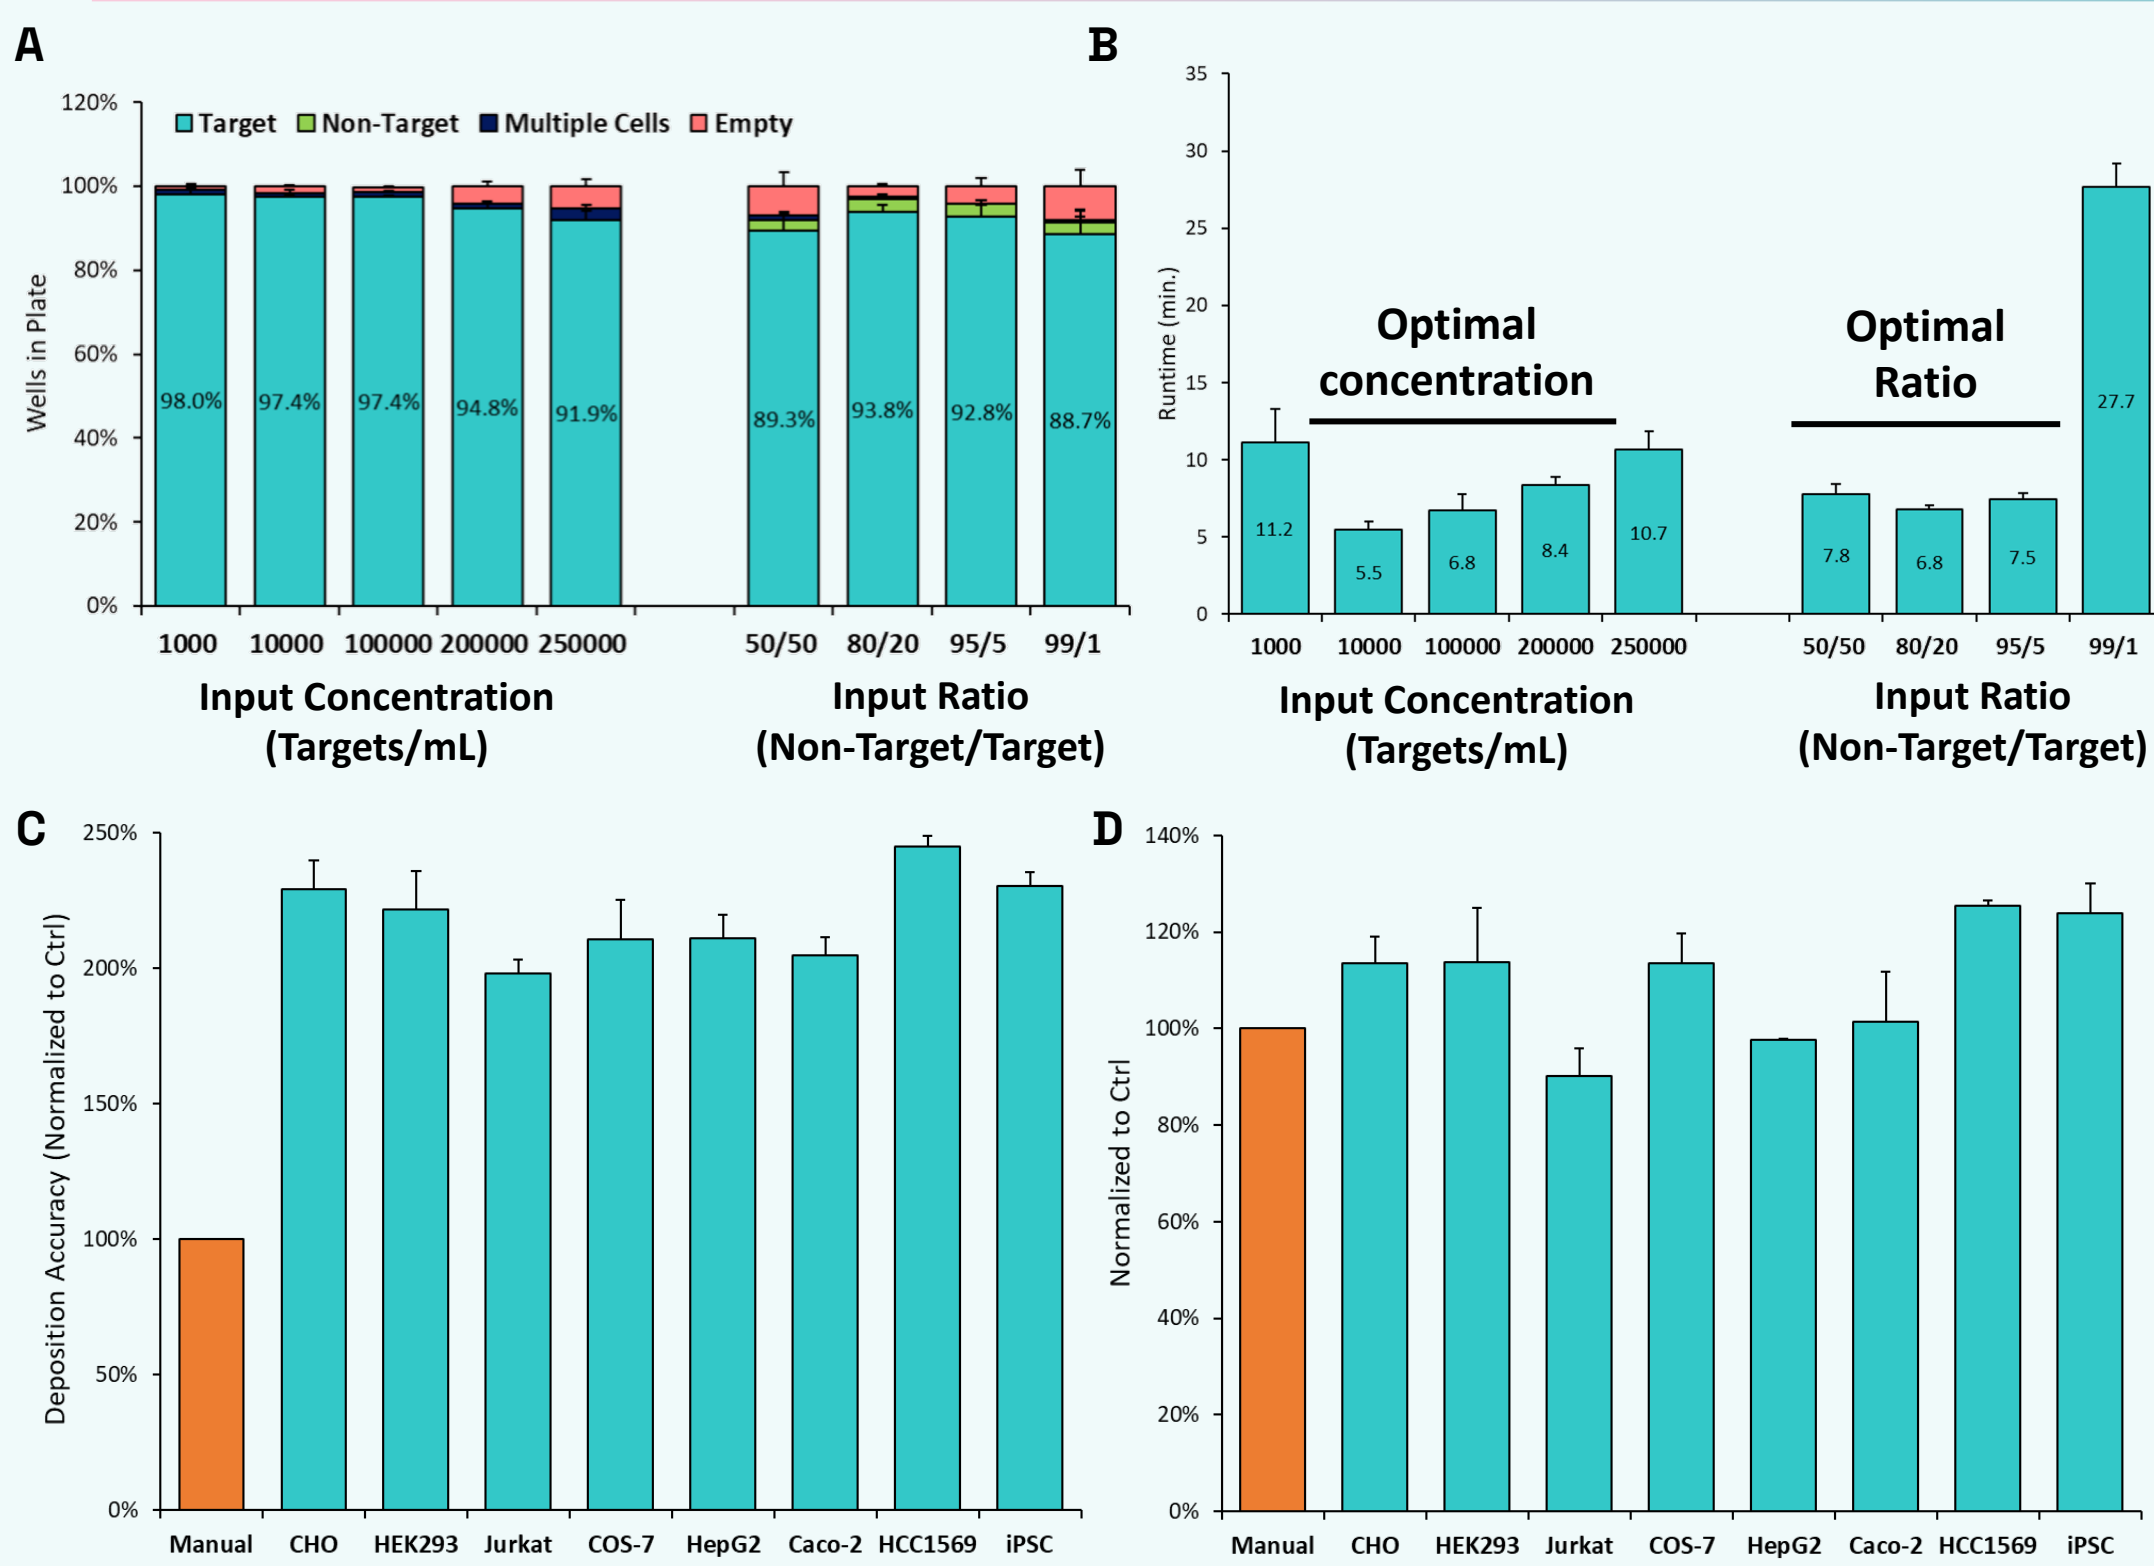 A
120%
100%
80%
60%
40%
20%
0%
Wells in Plate
Target Non-Target Multiple Cells Empty
98.0% 97.4% 97.4% 94.8% 91.9% 89.3% 93.8% 92.8% 88.7%
1000 10000 100000 200000 250000 50/50 80/20 95/5 99/1
Input Concentration
(Targets/mL)
Input Ratio
(Non-Target/Target)
B
35
30
25
20
15
10
5
0
Runtime (min.)
Optimal
concentration
Optimal
Ratio
11.2 5.5 6.8 8.4 10.7 7.8 6.8 7.5 27.7
1000 10000 100000 200000 250000 50/50 80/20 95/5 99/1
Input Concentration
(Targets/mL)
Input Ratio
(Non-Target/Target)
C
250%
200%
150%
100%
50%
0%
Deposition Accuracy (Normalized to Ctrl)
Manual CHO HEK293 Jurkat COS-7 HepG2 Caco-2 HCC1569 iPSC
D
140%
120%
100%
80%
60%
40%
20%
0%
Normalized to Ctrl
Manual CHO HEK293 Jurkat COS-7 HepG2 Caco-2 HCC1569 iPSC